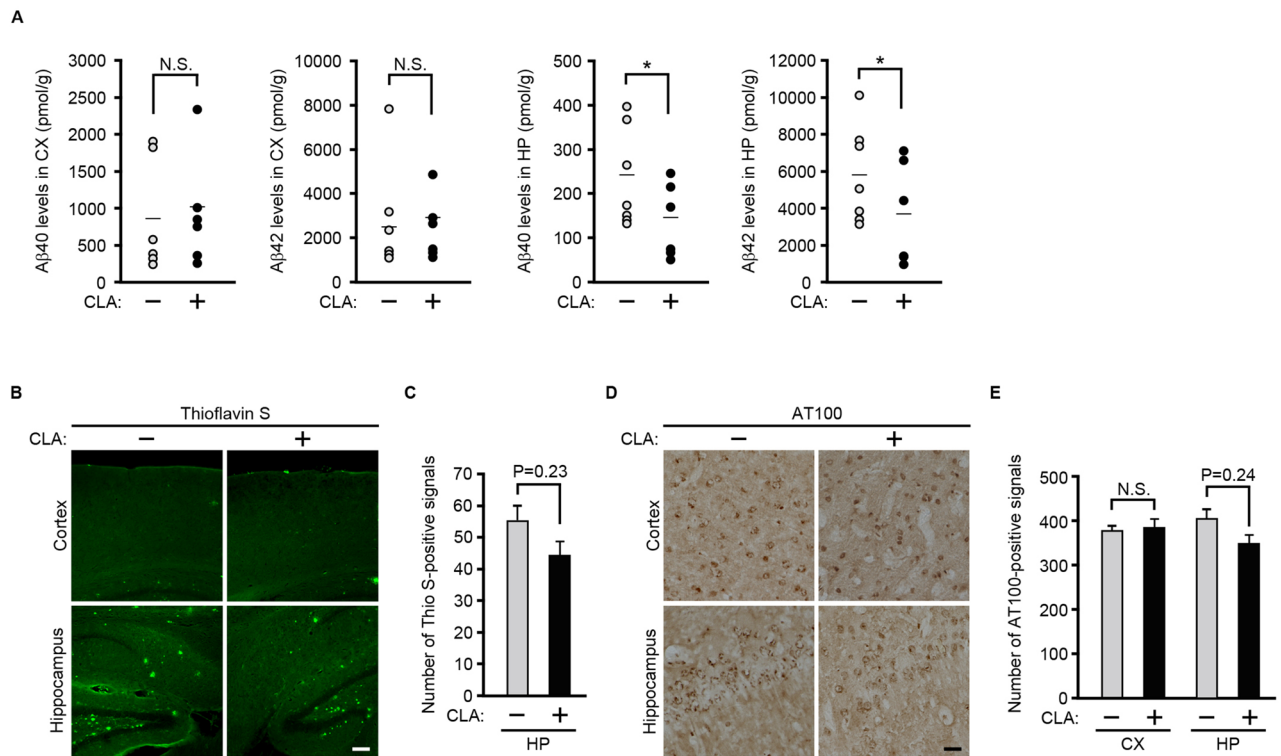 A
Aβ40 levels in CX (pmol/g)
3000
2500
2000
1500
1000
500
0
N.S.
CLA: − +
Aβ42 levels in CX (pmol/g)
10000
8000
6000
4000
2000
0
N.S.
CLA: − +
Aβ40 levels in HP (pmol/g)
500
400
300
200
100
0
*
CLA: − +
Aβ42 levels in HP (pmol/g)
12000
10000
8000
6000
4000
2000
0
*
CLA: − +
B
Thioflavin S
CLA: − +
Cortex
Hippocampus
C
Number of Thio S-positive signals
70
60
50
40
30
20
10
0
P=0.23
CLA: − +
HP
D
AT100
CLA: − +
Cortex
Hippocampus
E
Number of AT100-positive signals
500
400
300
200
100
0
N.S.
P=0.24
CLA: − + − +
CX HP